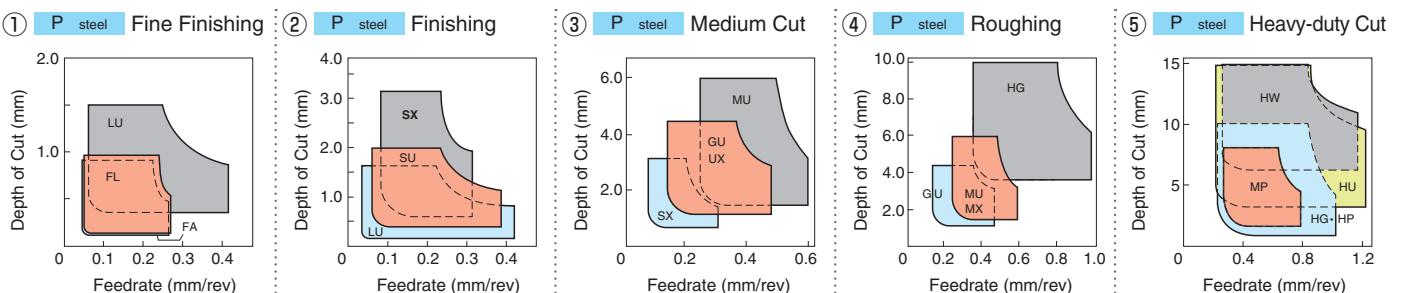 ① P steel Fine Finishing
2.0
1.0
0
0.1
0.2
0.3
0.4
Depth of Cut (mm)
Feedrate (mm/rev)
LU
FL
FA
② P steel Finishing
4.0
3.0
2.0
1.0
0
0.1
0.2
0.3
0.4
Depth of Cut (mm)
Feedrate (mm/rev)
SX
SU
LU
③ P steel Medium Cut
6.0
4.0
2.0
0
0.2
0.4
0.6
Depth of Cut (mm)
Feedrate (mm/rev)
MU
GU
UX
SX
④ P steel Roughing
10.0
8.0
6.0
4.0
2.0
0
0.2
0.4
0.6
0.8
1.0
Depth of Cut (mm)
Feedrate (mm/rev)
HG
GU
MU
MX
⑤ P steel Heavy-duty Cut
15
10
5
0
0.4
0.8
1.2
Depth of Cut (mm)
Feedrate (mm/rev)
HW
MP
HU
HG • HP